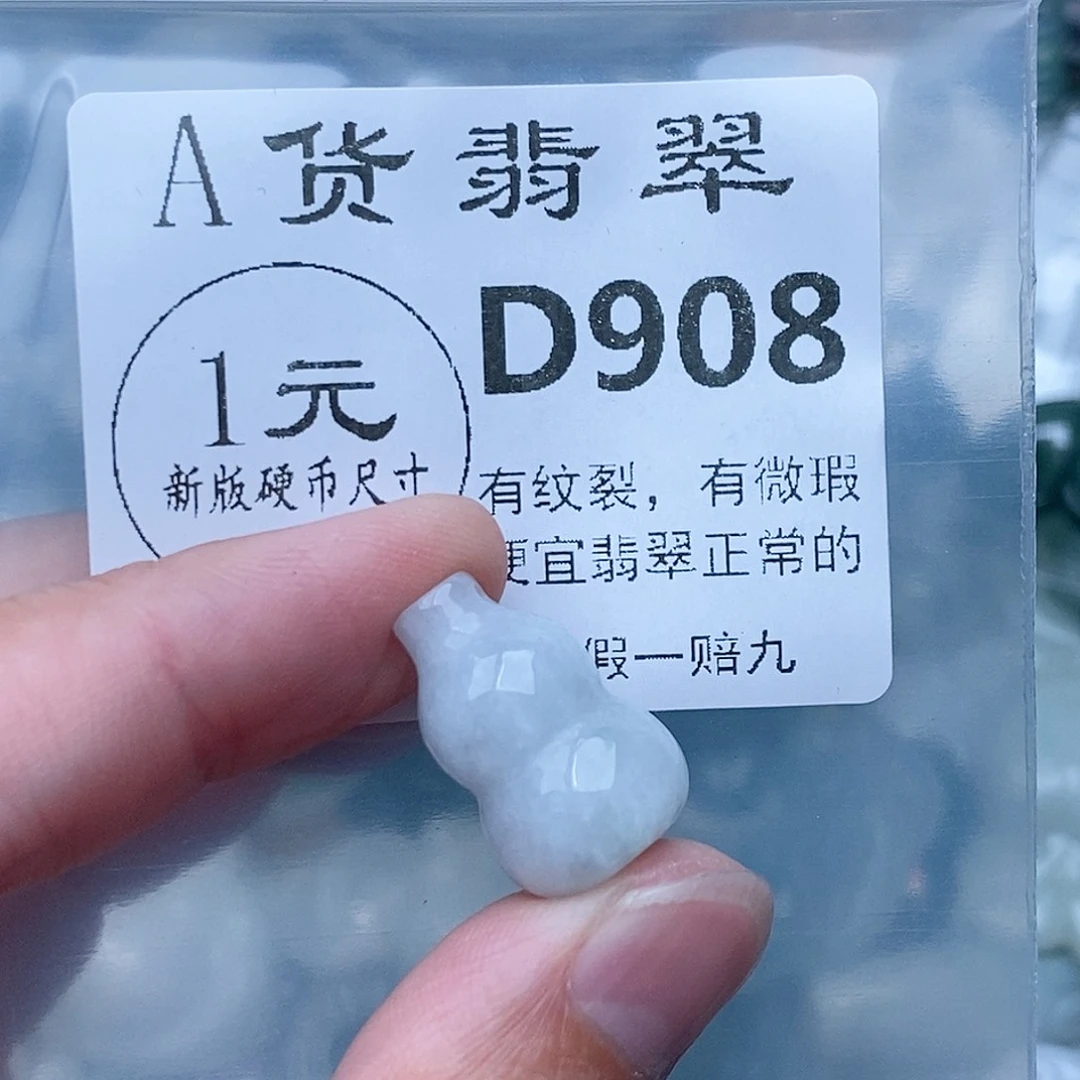 A货翡翠
D908
1元
新版硬币尺寸
有纹裂，有微瑕
便宜翡翠正常的
假一赔九